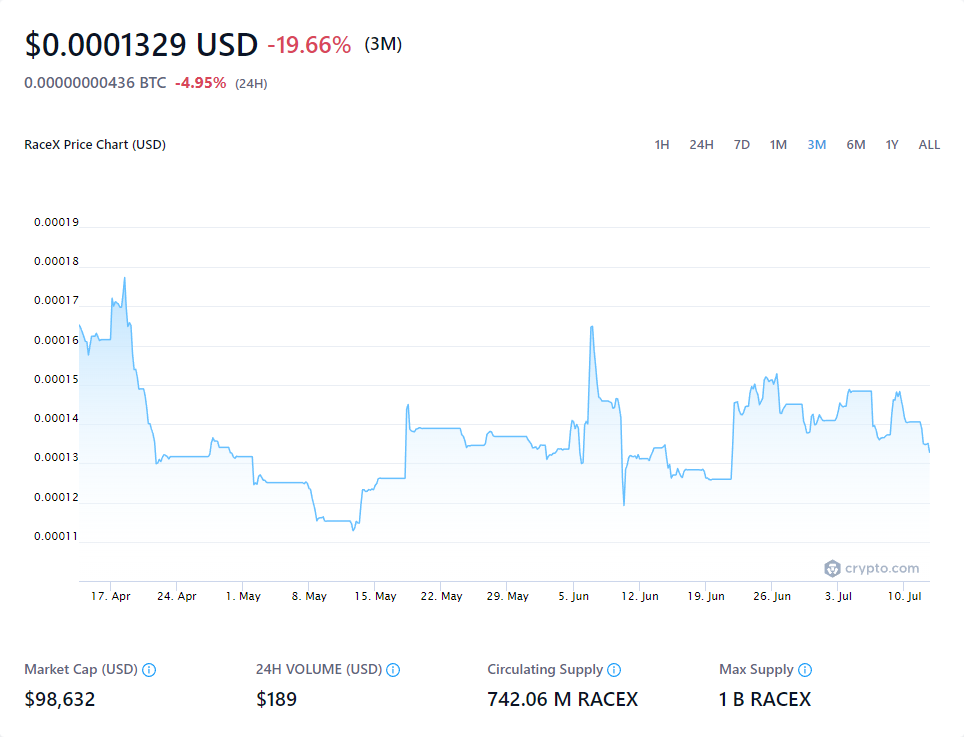 $0.0001329 USD -19.66% (3M)
0.00000000436 BTC -4.95% (24H)
RaceX Price Chart (USD) 1H 24H 7D 1M 3M 6M 1Y ALL
0.00019
0.00018
0.00017
0.00016
0.00015
0.00014
0.00013
0.00012
0.00011
crypto.com
17. Apr 24. Apr 1. May 8. May 15. May 22. May 29. May 5. Jun 12. Jun 19. Jun 26. Jun 3. Jul 10. Jul
Market Cap (USD) 24H VOLUME (USD) Circulating Supply Max Supply
$98,632 $189 742.06 M RACEX 1 B RACEX